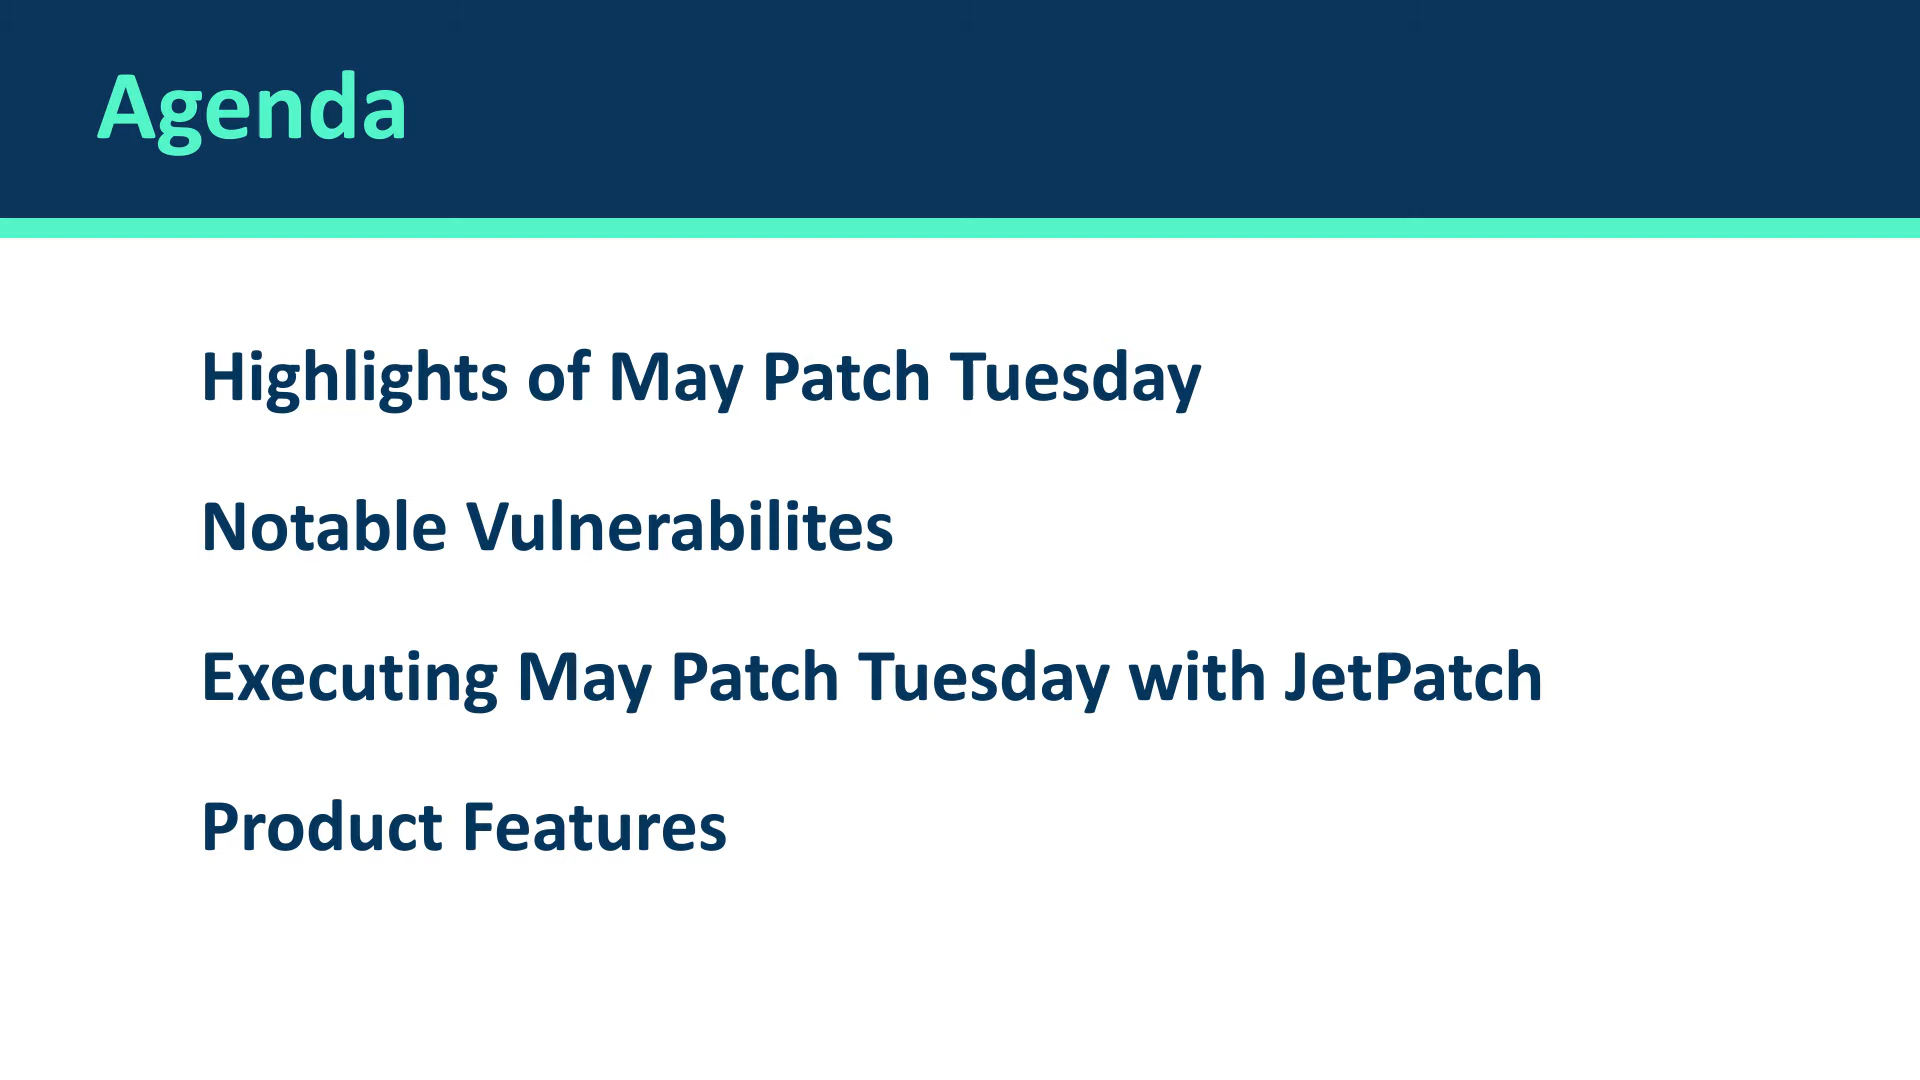 Agenda
Highlights of May Patch Tuesday
Notable Vulnerabilites
Executing May Patch Tuesday with JetPatch
Product Features